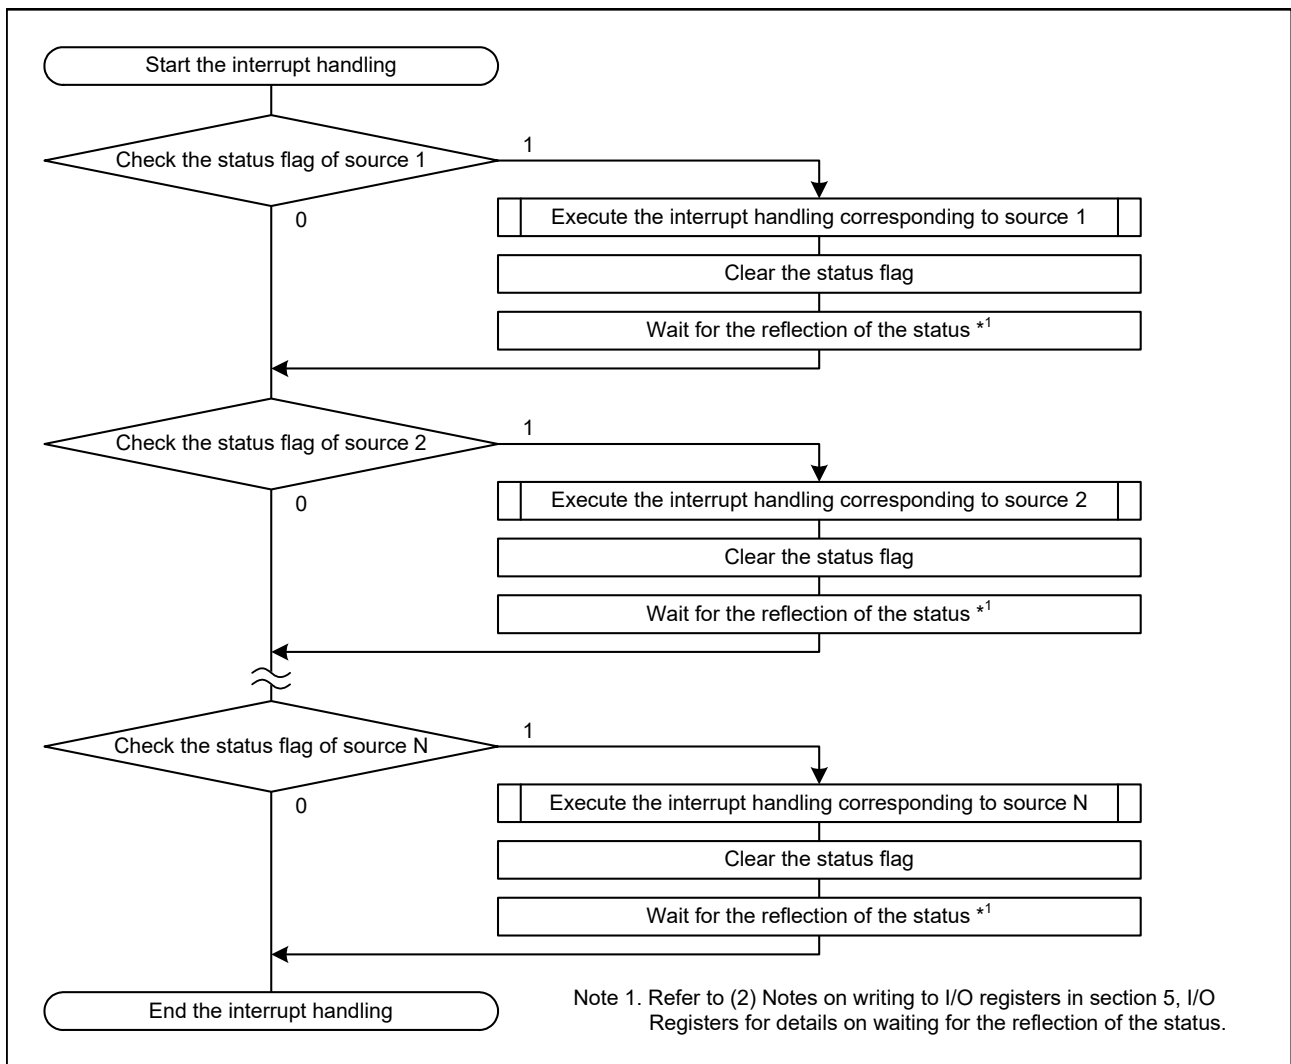 Start the interrupt handling
Check the status flag of source 1
1
0
Execute the interrupt handling corresponding to source 1
Clear the status flag
Wait for the reflection of the status *1
Check the status flag of source 2
1
0
Execute the interrupt handling corresponding to source 2
Clear the status flag
Wait for the reflection of the status *1
Check the status flag of source N
1
0
Execute the interrupt handling corresponding to source N
Clear the status flag
Wait for the reflection of the status *1
End the interrupt handling
Note 1. Refer to (2) Notes on writing to I/O registers in section 5, I/O
Registers for details on waiting for the reflection of the status.